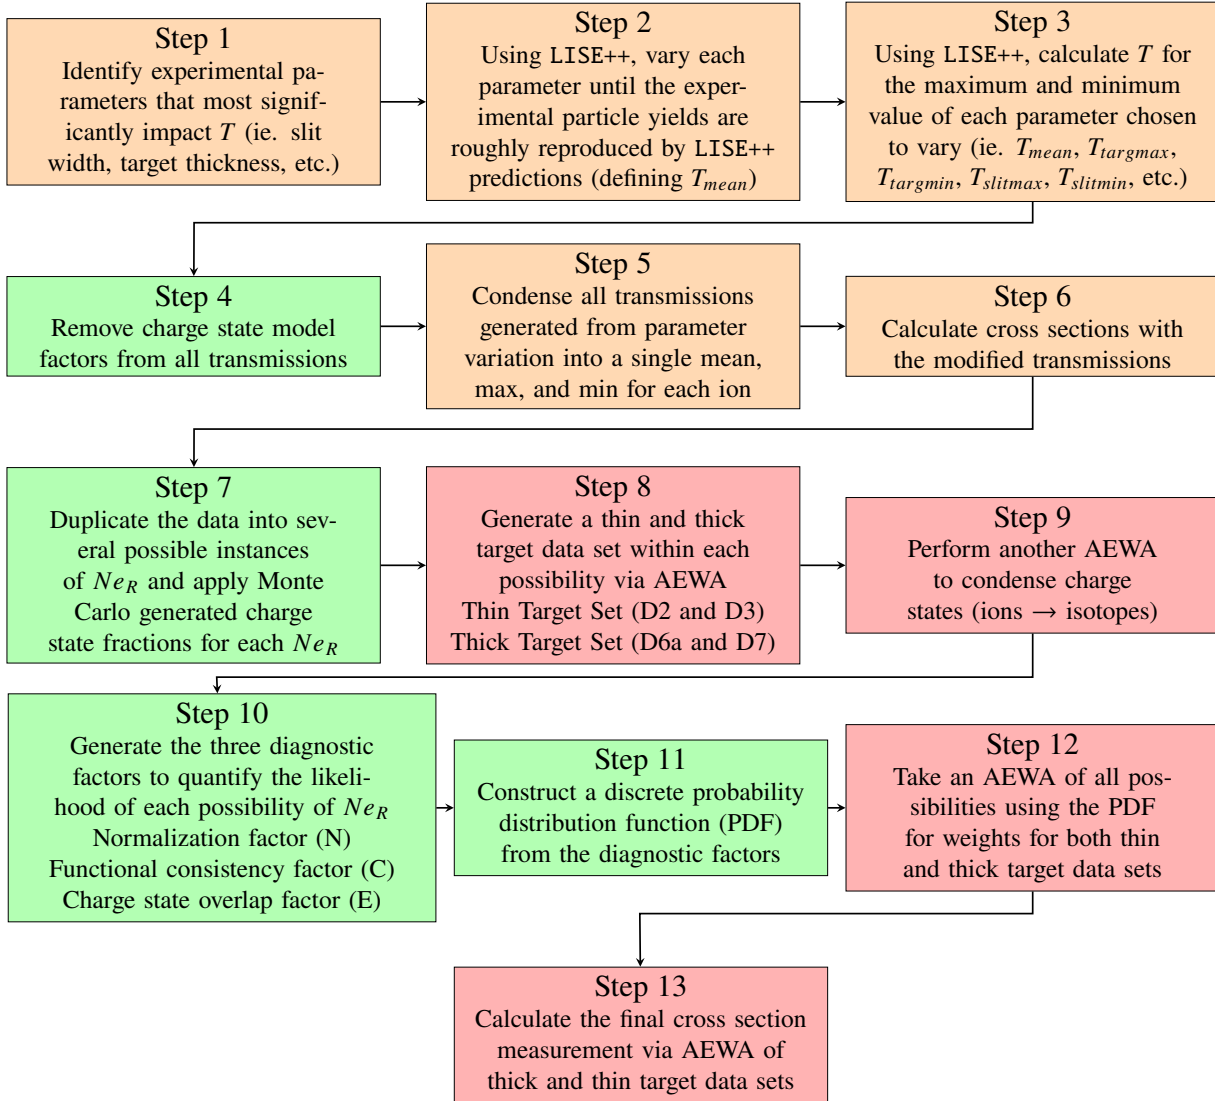 Step 1
Identify experimental pa-
rameters that most signif-
icantly impact T (ie. slit
width, target thickness, etc.)
Step 2
Using LISE++, vary each
parameter until the exper-
imental particle yields are
roughly reproduced by LISE++
predictions (defining T_mean)
Step 3
Using LISE++, calculate T for
the maximum and minimum
value of each parameter chosen
to vary (ie. T_mean, T_targmax,
T_targmin, T_slitmax, T_slitmin, etc.)
Step 4
Remove charge state model
factors from all transmissions
Step 5
Condense all transmissions
generated from parameter
variation into a single mean,
max, and min for each ion
Step 6
Calculate cross sections with
the modified transmissions
Step 7
Duplicate the data into sev-
eral possible instances
of Ne_R and apply Monte
Carlo generated charge
state fractions for each Ne_R
Step 8
Generate a thin and thick
target data set within each
possibility via AEWA
Thin Target Set (D2 and D3)
Thick Target Set (D6a and D7)
Step 9
Perform another AEWA
to condense charge
states (ions → isotopes)
Step 10
Generate the three diagnostic
factors to quantify the likeli-
hood of each possibility of Ne_R
Normalization factor (N)
Functional consistency factor (C)
Charge state overlap factor (E)
Step 11
Construct a discrete probability
distribution function (PDF)
from the diagnostic factors
Step 12
Take an AEWA of all pos-
sibilities using the PDF
for weights for both thin
and thick target data sets
Step 13
Calculate the final cross section
measurement via AEWA of
thick and thin target data sets